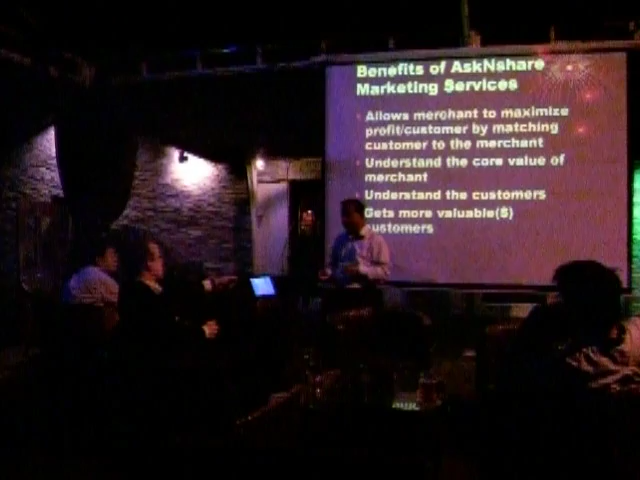 Benefits of AskNshare
Marketing Services
Allows merchant to maximize
profit/customer by matching
customer to the merchant
Understand the core value of
merchant
Understand the customers
Gets more valuable($)
customers